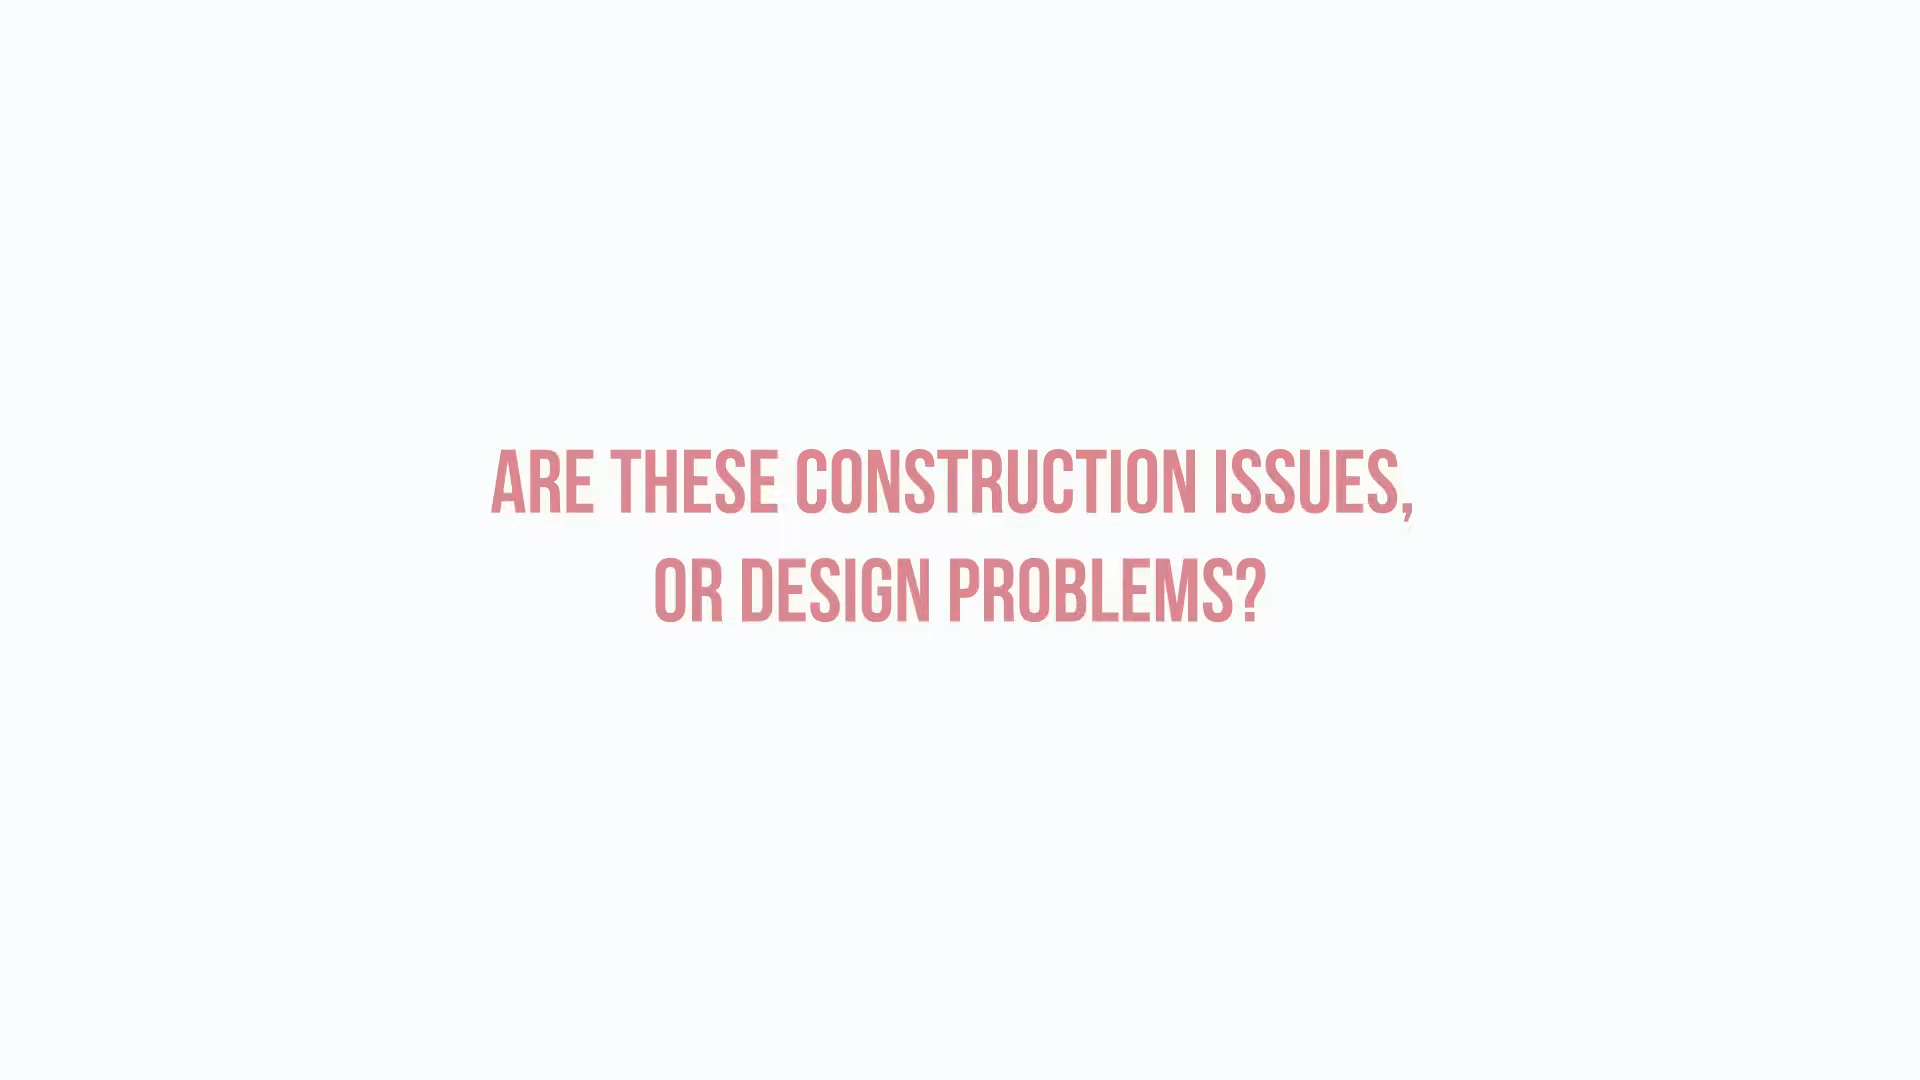 ARE THESE CONSTRUCTION ISSUES,
OR DESIGN PROBLEMS?